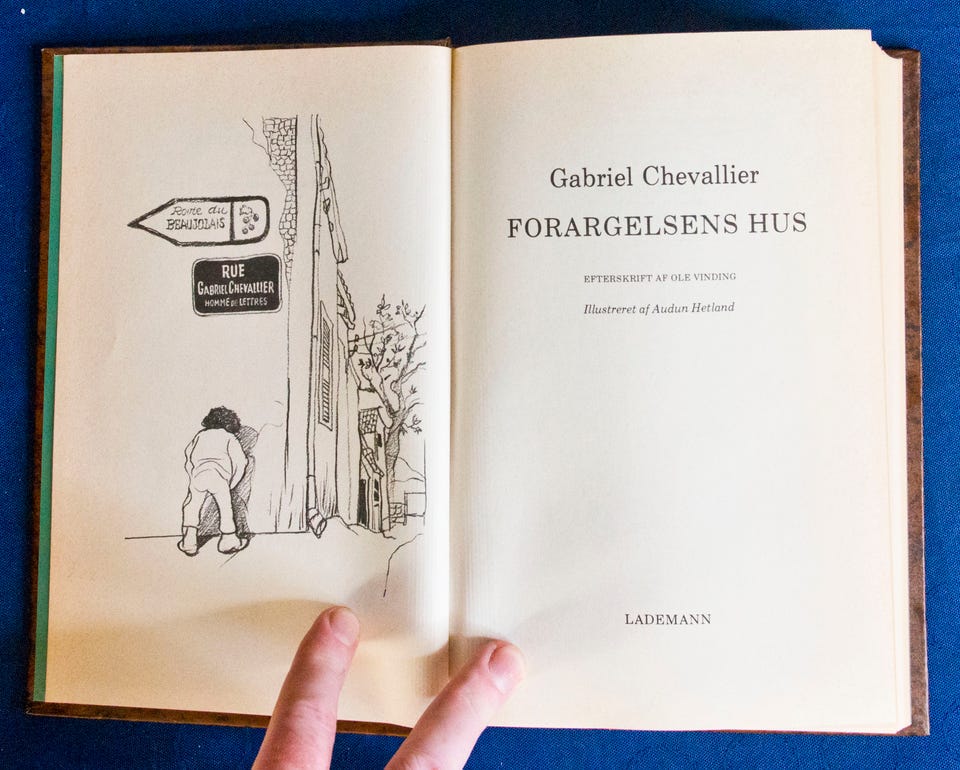 Route du
BEAUJOLAIS
RUE
GABRIEL CHEVALLIER
HOMME DE LETTRES
Gabriel Chevallier
FORARGELSENS HUS
EFTERSKRIFT AF OLE VINDING
Illustreret af Audun Hetland
LADEMANN